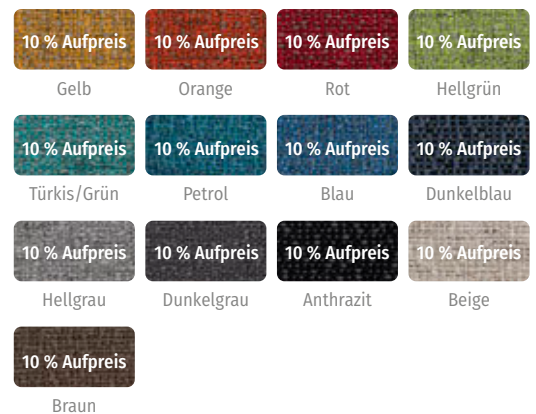 10 % Aufpreis 10 % Aufpreis 10 % Aufpreis 10 % Aufpreis
Gelb Orange Rot Hellgrün
10 % Aufpreis 10 % Aufpreis 10 % Aufpreis 10 % Aufpreis
Türkis/Grün Petrol Blau Dunkelblau
10 % Aufpreis 10 % Aufpreis 10 % Aufpreis 10 % Aufpreis
Hellgrau Dunkelgrau Anthrazit Beige
10 % Aufpreis
Braun